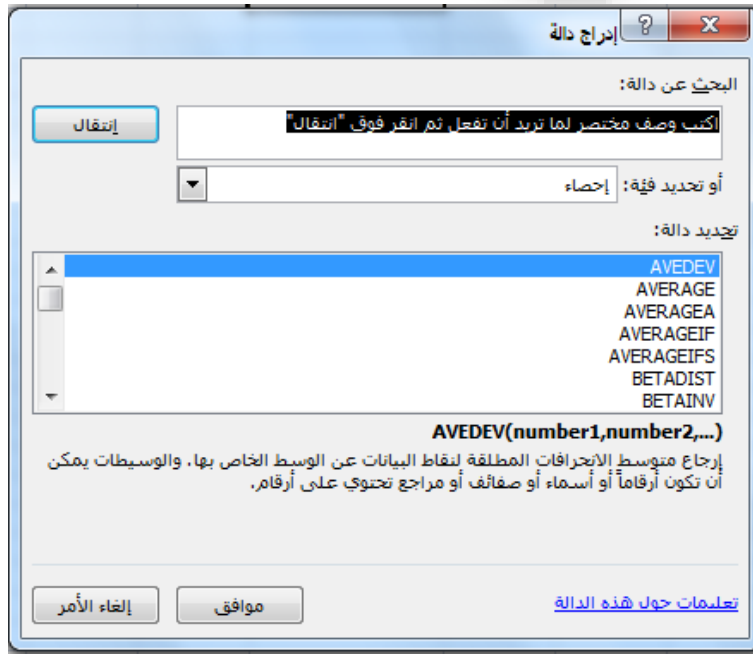 إدراج دالة
البحث عن دالة:
اكتب وصف مختصر لما تريد أن تفعل ثم انقر فوق "انتقال"
إنتقال
أو تحديد فئة: إحصاء
تحديد دالة:
AVEDEV
AVERAGE
AVERAGEA
AVERAGEIF
AVERAGEIFS
BETADIST
BETAINV
AVEDEV(number1,number2,...)
إرجاع متوسط الانحرافات المطلقة لنقاط البيانات عن الوسط الخاص بها. والوسيطات يمكن
أن تكون أرقاماً أو أسماء أو صفائف أو مراجع تحتوي على أرقام.
تعليمات حول هذه الدالة
موافق
إلغاء الأمر